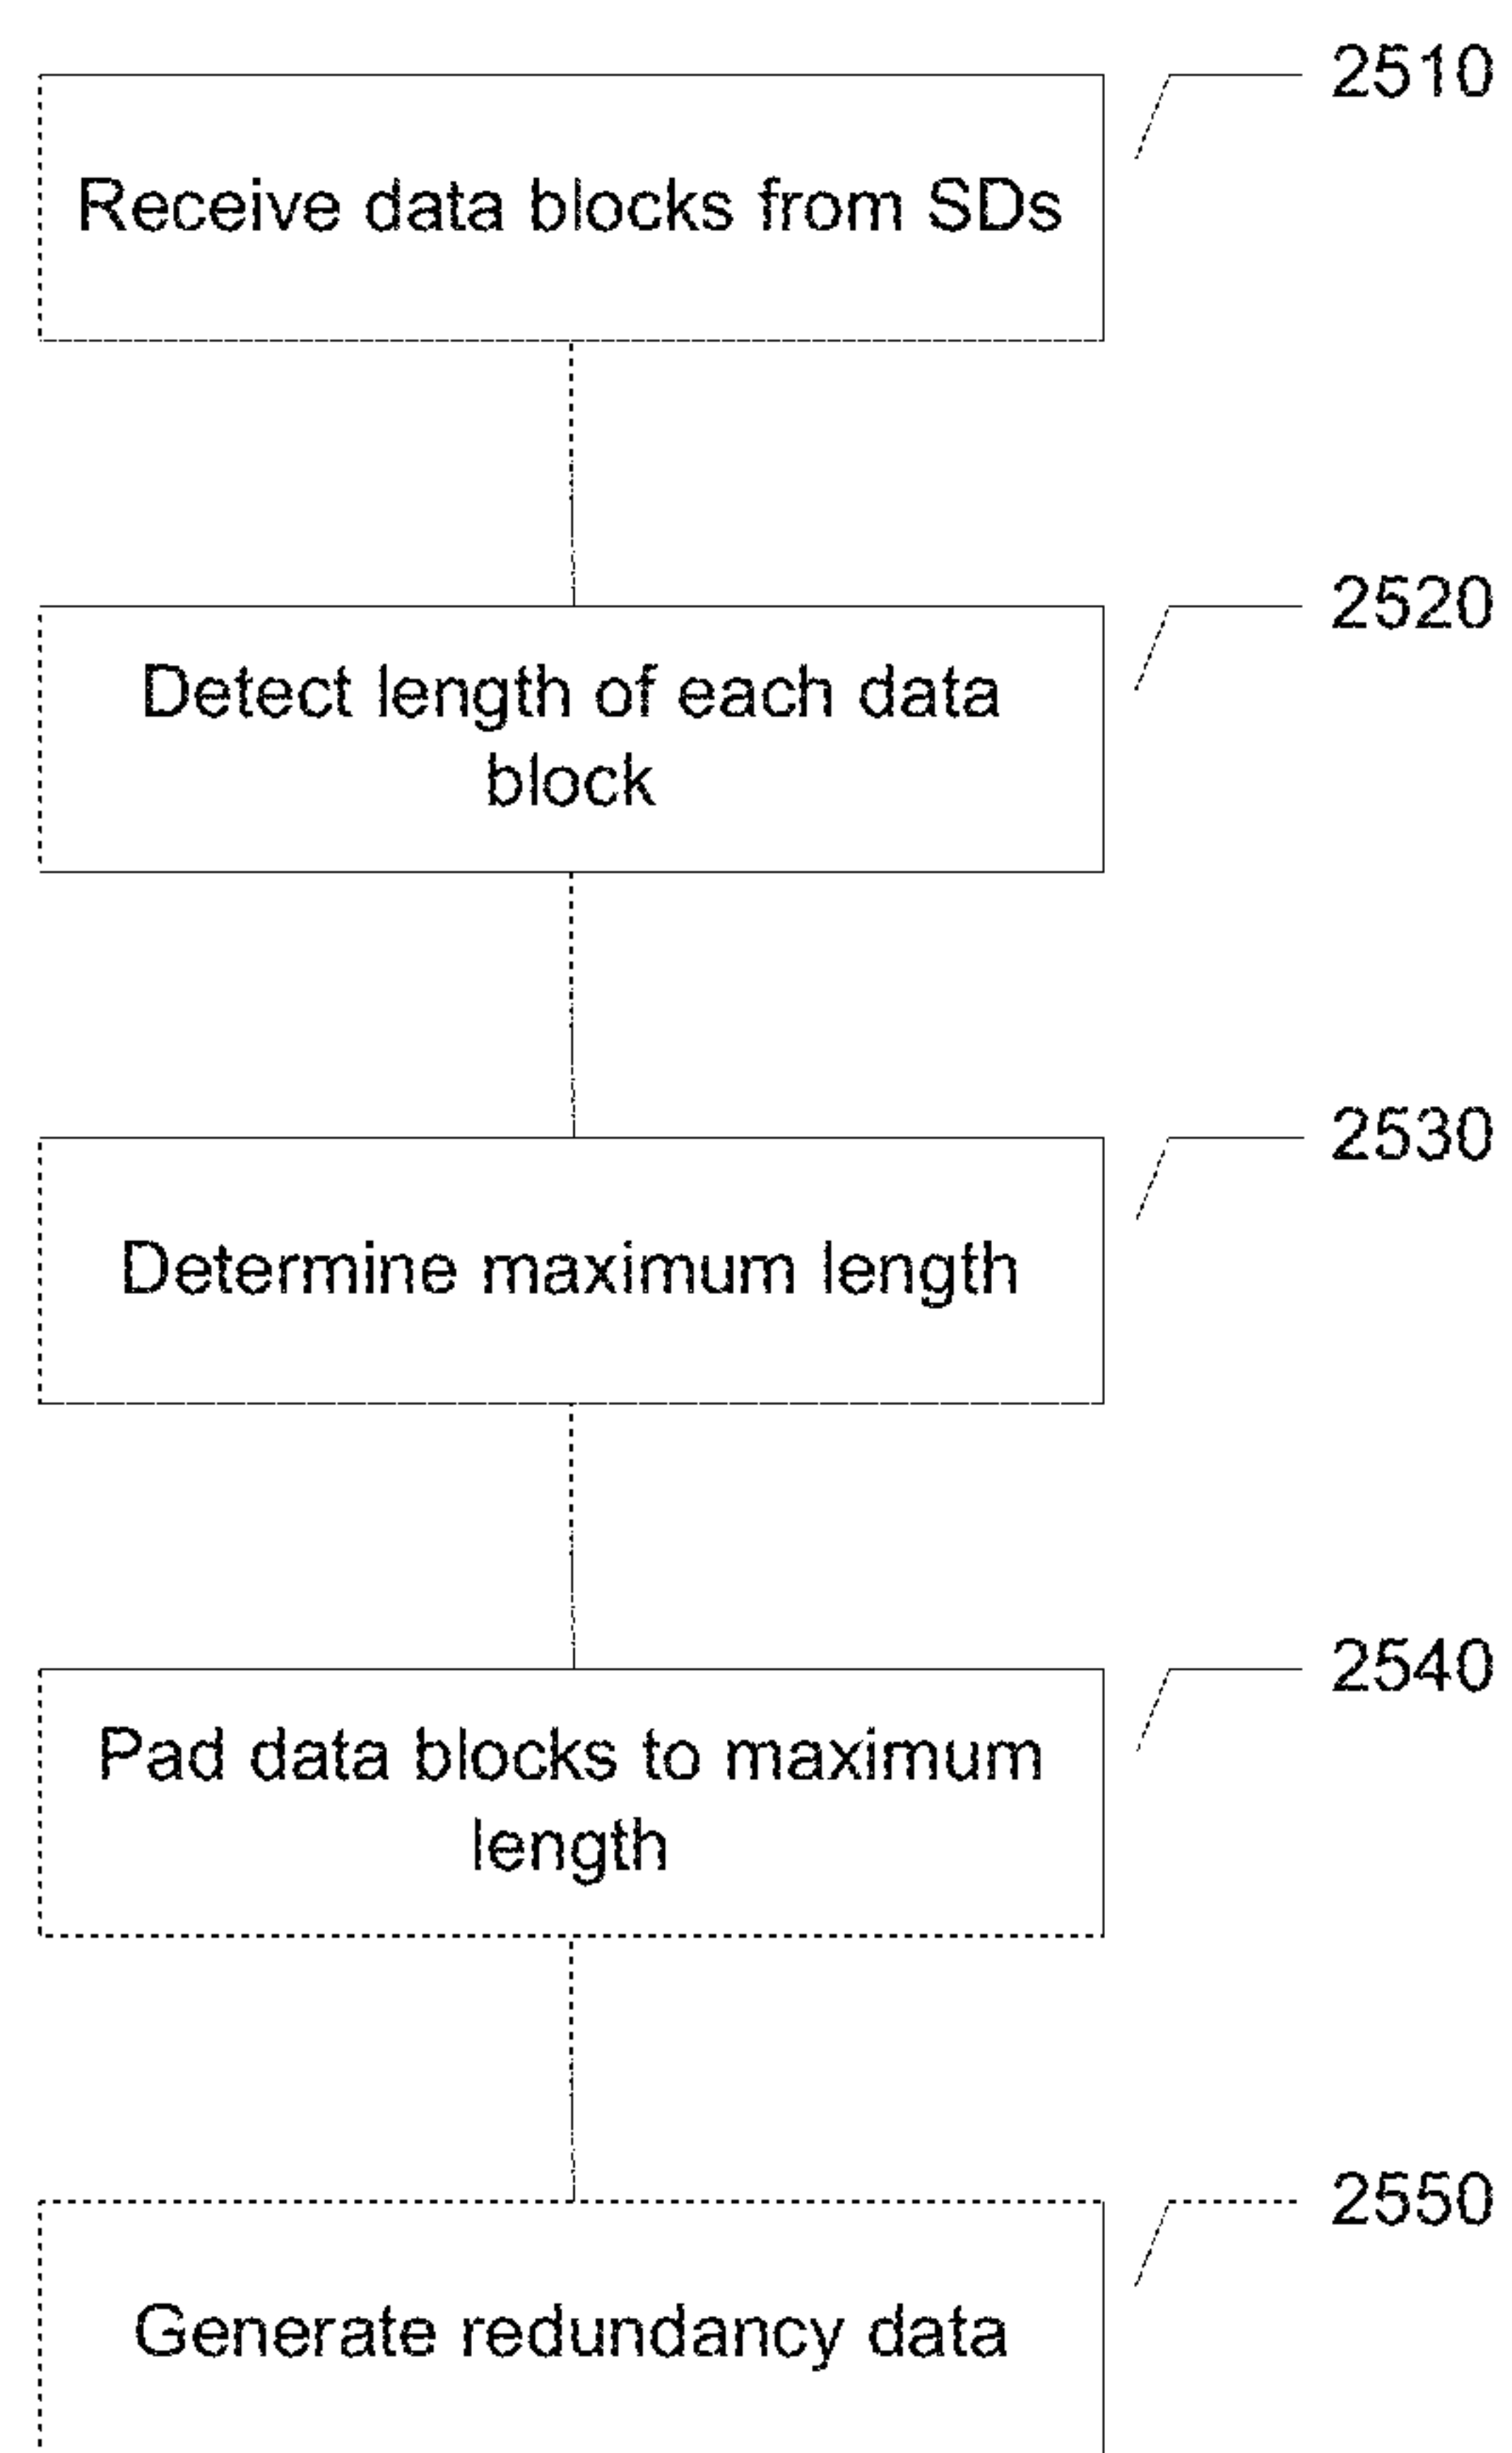 2510
Receive data blocks from SDs
2520
Detect length of each data
block
2530
Determine maximum length
2540
Pad data blocks to maximum
length
2550
Generate redundancy data